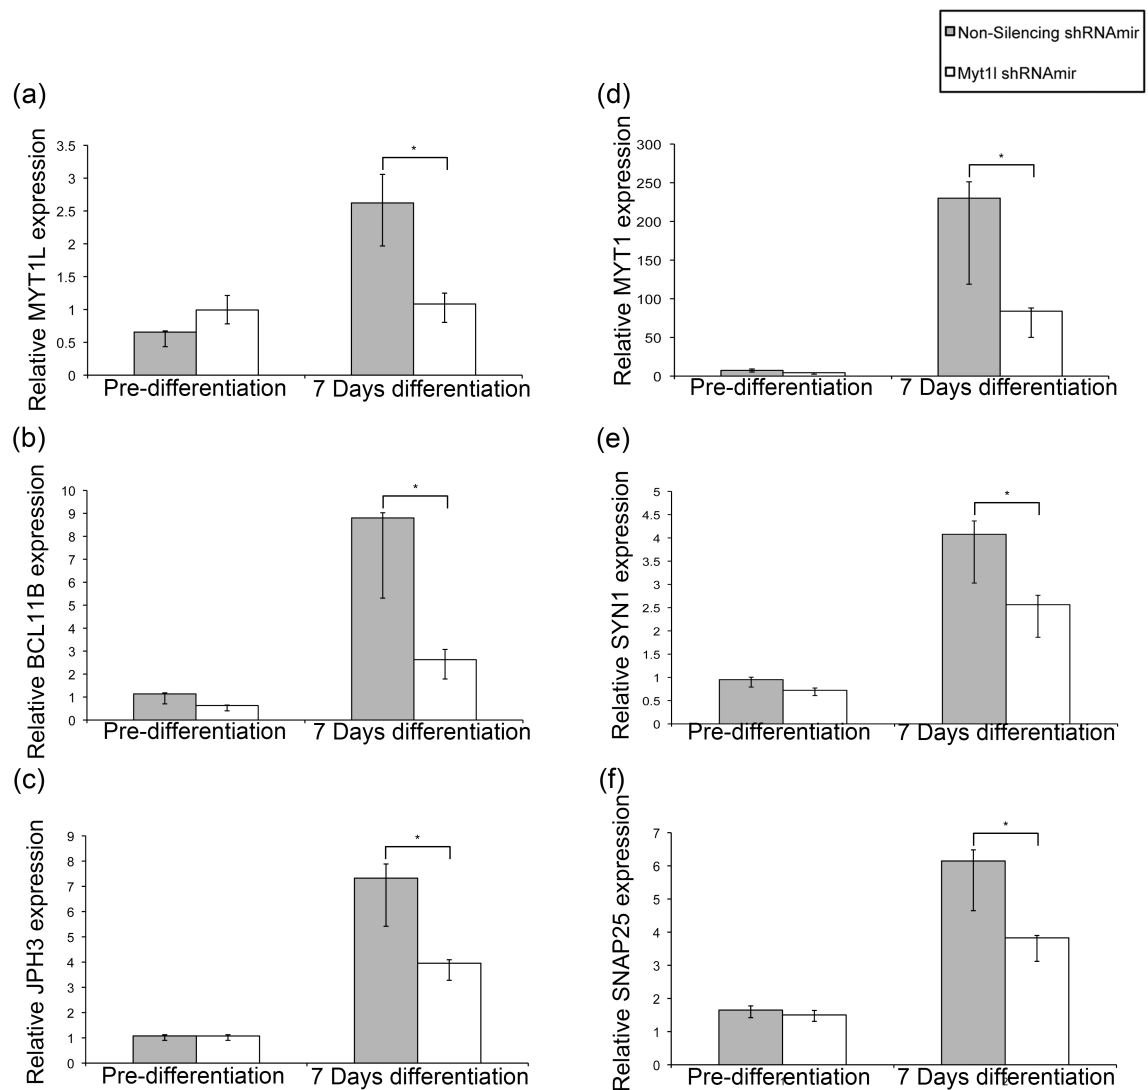 Non-Silencing shRNAmir
Myt1l shRNAmir
(a)
Relative MYT1L expression
3.5
3
2.5
2
1.5
1
0.5
0
*
Pre-differentiation
7 Days differentiation
(d)
Relative MYT1 expression
300
250
200
150
100
50
0
*
Pre-differentiation
7 Days differentiation
(b)
Relative BCL11B expression
10
9
8
7
6
5
4
3
2
1
0
*
Pre-differentiation
7 Days differentiation
(e)
Relative SYN1 expression
5
4.5
4
3.5
3
2.5
2
1.5
1
0.5
0
*
Pre-differentiation
7 Days differentiation
(c)
Relative JPH3 expression
9
8
7
6
5
4
3
2
1
0
*
Pre-differentiation
7 Days differentiation
(f)
Relative SNAP25 expression
7
6
5
4
3
2
1
0
*
Pre-differentiation
7 Days differentiation